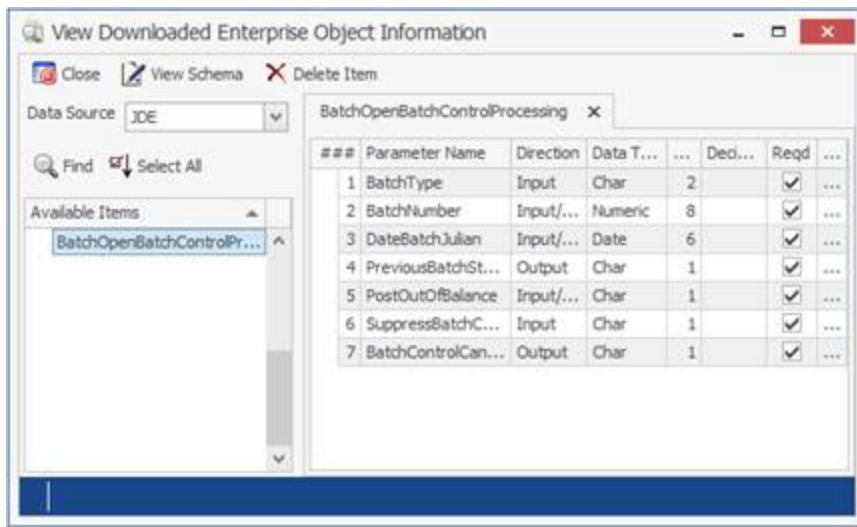 View Downloaded Enterprise Object Information
Close View Schema Delete Item
Data Source JDE
Find Select All
Available Items
BatchOpenBatchControlPr...
BatchOpenBatchControlProcessing
### Parameter Name Direction Data T... ... Deci... Reqd ...
1 BatchType Input Char 2 ...
2 BatchNumber Input/... Numeric 8 ...
3 DateBatchJulian Input/... Date 6 ...
4 PreviousBatchSt... Output Char 1 ...
5 PostOutOfBalance Input/... Char 1 ...
6 SuppressBatchC... Input Char 1 ...
7 BatchControlCan... Output Char 1 ...